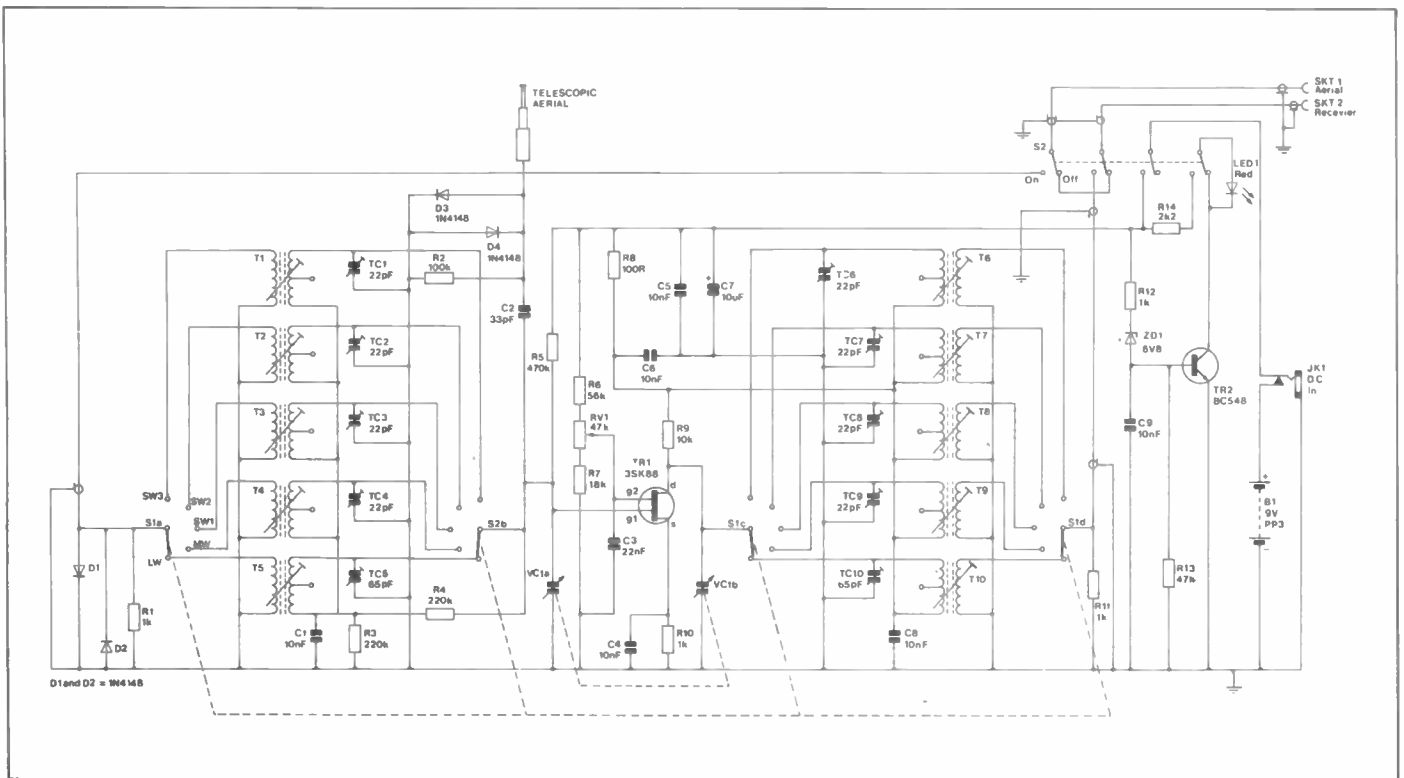 TELESCOPIC
AERIAL
SKT 1
Aerial
SKT 2
Recevier
S2
On
Off
LED1
Red
D3
1N4148
D4
1N4148
R14
2k2
T1
TC1
22pF
R2
100k
C2
33pF
R8
100R
C5
10nF
C7
+
10uF
TC6
22pF
T6
R12
1k
T2
TC2
22pF
R5
470k
C6
10nF
TC7
22pF
T7
ZD1
6V8
TR2
BC548
JK1
DC
In
T3
TC3
22pF
R6
56k
RV1
47k
R9
10k
TC8
22pF
T8
C9
10nF
SW3
SW2
SW1
MW
LW
S1a
T4
TC4
22pF
S2b
R7
18k
TR1
3SK88
d
g2
g1
s
C3
22nF
S1c
TC9
22pF
T9
S1d
+
B1
9V
PP3
-
D1
R1
1k
D2
T5
TC5
65pF
R4
220k
C1
10nF
R3
220k
VC1a
VC1b
C4
10nF
R10
1k
TC10
65pF
T10
C8
10nF
R11
1k
R13
47k
D1 and D2 = 1N4148